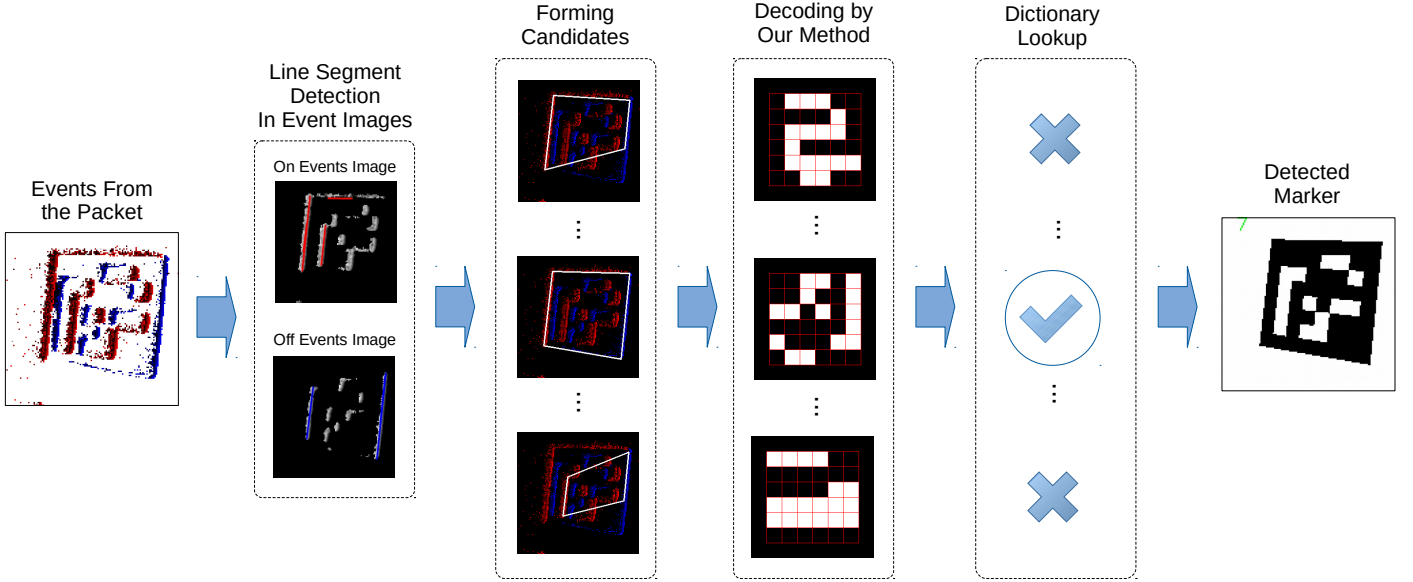 Events From
the Packet
Line Segment
Detection
In Event Images
On Events Image
Off Events Image
Forming
Candidates
...
...
Decoding by
Our Method
...
...
Dictionary
Lookup
...
...
Detected
Marker